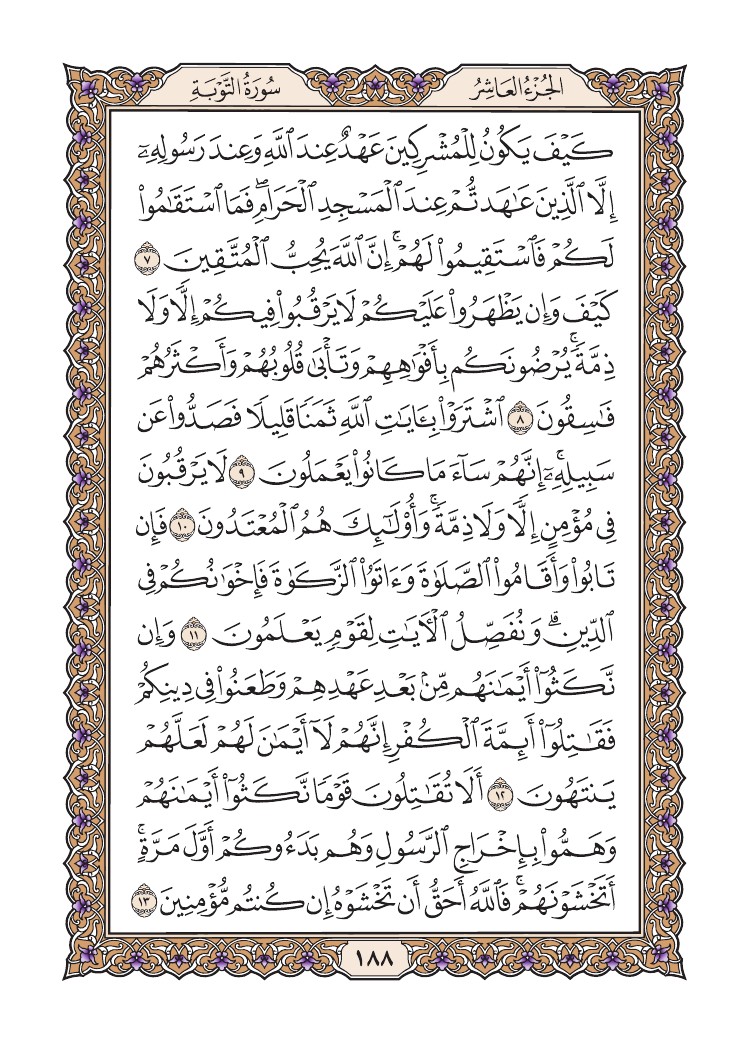 الجُزْءُ العَاشِرُ
سُورَةُ التَّوْبَةِ
كَيْفَ يَكُونُ لِلْمُشْرِكِينَ عَهْدٌ عِندَ ٱللَّهِ وَعِندَ رَسُولِهِۦٓ
إِلَّا ٱلَّذِينَ عَـٰهَدتُّمْ عِندَ ٱلْمَسْجِدِ ٱلْحَرَامِۖ فَمَا ٱسْتَقَـٰمُوا۟
لَكُمْ فَٱسْتَقِيمُوا۟ لَهُمْۚ إِنَّ ٱللَّهَ يُحِبُّ ٱلْمُتَّقِينَ ٧
كَيْفَ وَإِن يَظْهَرُوا۟ عَلَيْكُمْ لَا يَرْقُبُوا۟ فِيكُمْ إِلًّا وَلَا
ذِمَّةًۚ يُرْضُونَكُم بِأَفْوَٰهِهِمْ وَتَأْبَىٰ قُلُوبُهُمْ وَأَكْثَرُهُمْ
فَـٰسِقُونَ ٨ ٱشْتَرَوْا۟ بِـَٔايَـٰتِ ٱللَّهِ ثَمَنًا قَلِيلًا فَصَدُّوا۟ عَن
سَبِيلِهِۦٓۚ إِنَّهُمْ سَآءَ مَا كَانُوا۟ يَعْمَلُونَ ٩ لَا يَرْقُبُونَ
فِى مُؤْمِنٍ إِلًّا وَلَا ذِمَّةًۚ وَأُو۟لَـٰٓئِكَ هُمُ ٱلْمُعْتَدُونَ ١٠ فَإِن
تَابُوا۟ وَأَقَامُوا۟ ٱلصَّلَوٰةَ وَءَاتَوُا۟ ٱلزَّكَوٰةَ فَإِخْوَٰنُكُمْ فِى
ٱلدِّينِۗ وَنُفَصِّلُ ٱلْـَٔايَـٰتِ لِقَوْمٍ يَعْلَمُونَ ١١ وَإِن
نَّكَثُوٓا۟ أَيْمَـٰنَهُم مِّنۢ بَعْدِ عَهْدِهِمْ وَطَعَنُوا۟ فِى دِينِكُمْ
فَقَـٰتِلُوٓا۟ أَئِمَّةَ ٱلْكُفْرِ إِنَّهُمْ لَآ أَيْمَـٰنَ لَهُمْ لَعَلَّهُمْ
يَنتَهُونَ ١٢ أَلَا تُقَـٰتِلُونَ قَوْمًا نَّكَثُوٓا۟ أَيْمَـٰنَهُمْ
وَهَمُّوا۟ بِإِخْرَاجِ ٱلرَّسُولِ وَهُم بَدَءُوكُمْ أَوَّلَ مَرَّةٍۚ
أَتَخْشَوْنَهُمْۚ فَٱللَّهُ أَحَقُّ أَن تَخْشَوْهُ إِن كُنتُم مُّؤْمِنِينَ ١٣
١٨٨